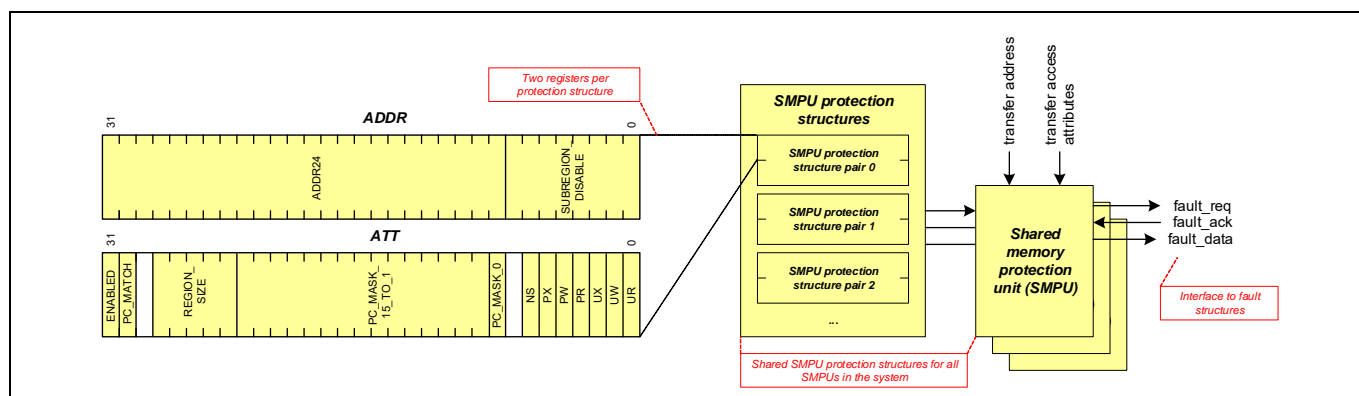 Two registers per
protection structure
31
ADDR
0
ADDR24
SUBREGION_
DISABLE
31
ATT
0
ENABLED
PC_MATCH
REGION_
SIZE
PC_MASK_
15_TO_1
PC_MASK_0
NS
PX
PW
PR
UX
UW
UR
SMPU protection
structures
SMPU protection
structure pair 0
SMPU protection
structure pair 1
SMPU protection
structure pair 2
...
Shared SMPU protection structures for all
SMPUs in the system
transfer address
transfer access
attributes
Shared
memory
protection
unit (SMPU)
fault_req
fault_ack
fault_data
Interface to fault
structures